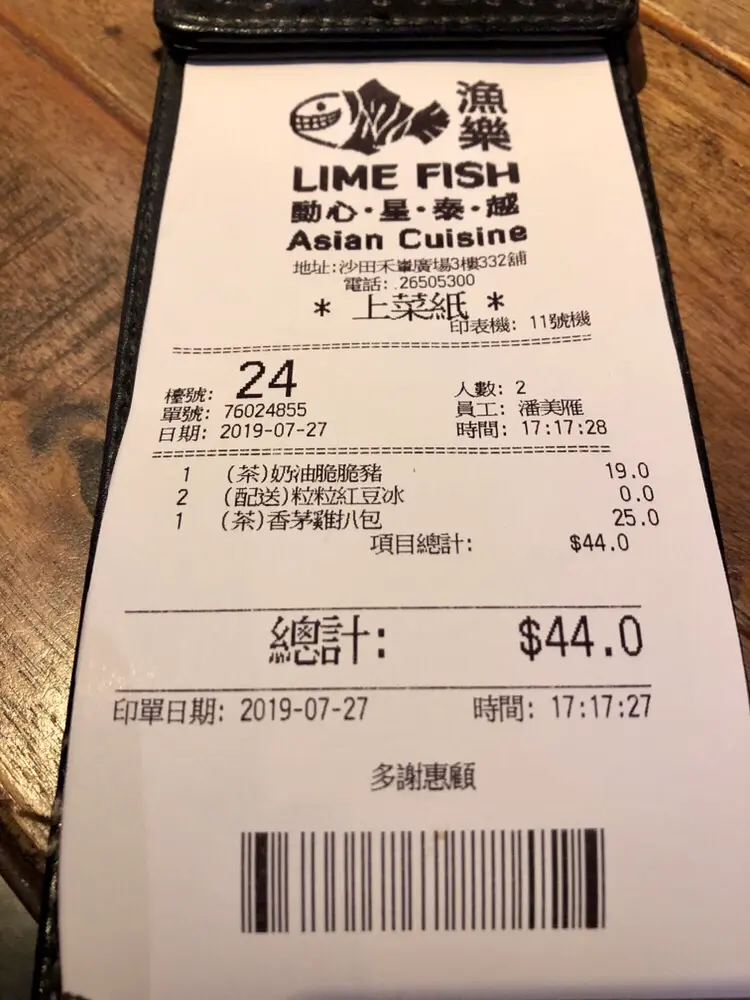 漁樂
LIME FISH
動心·星·泰·越
Asian Cuisine
地址:沙田禾輋廣場3樓332舖
電話: 26505300
* 上菜紙 *
印表機: 11號機
檯號: 24 人數: 2
單號: 76024855 員工: 潘美雁
日期: 2019-07-27 時間: 17:17:28
1 (茶)奶油脆脆豬 19.0
2 (配送)粒粒紅豆冰 0.0
1 (茶)香茅雞扒包 25.0
項目總計: $44.0
總計: $44.0
印單日期: 2019-07-27 時間: 17:17:27
多謝惠顧